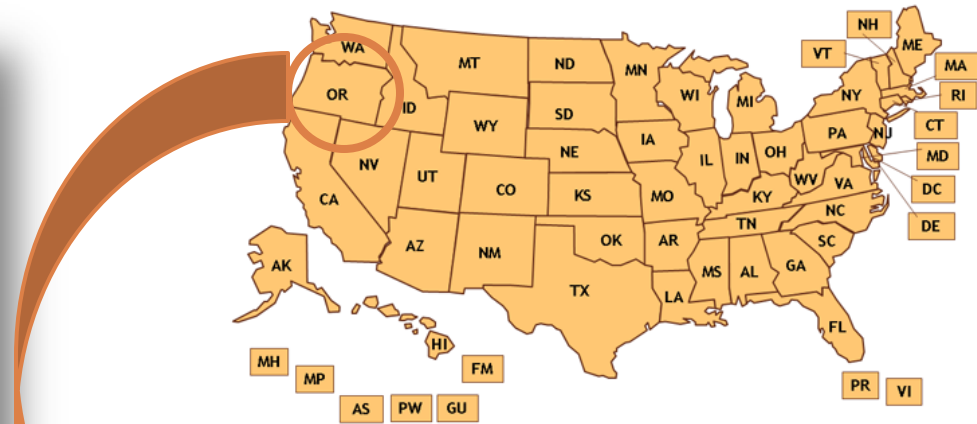 NH
WA
ME
VT
MT
ND
MN
MA
OR
ID
WI
MI
NY
RI
SD
WY
CT
IA
PA
NJ
NE
OH
MD
NV
IL
IN
UT
CO
WV
VA
DC
CA
KS
MO
KY
NC
DE
TN
AZ
NM
OK
AR
SC
AK
MS
AL
GA
TX
LA
FL
HI
MH
FM
MP
PR
VI
AS
PW
GU